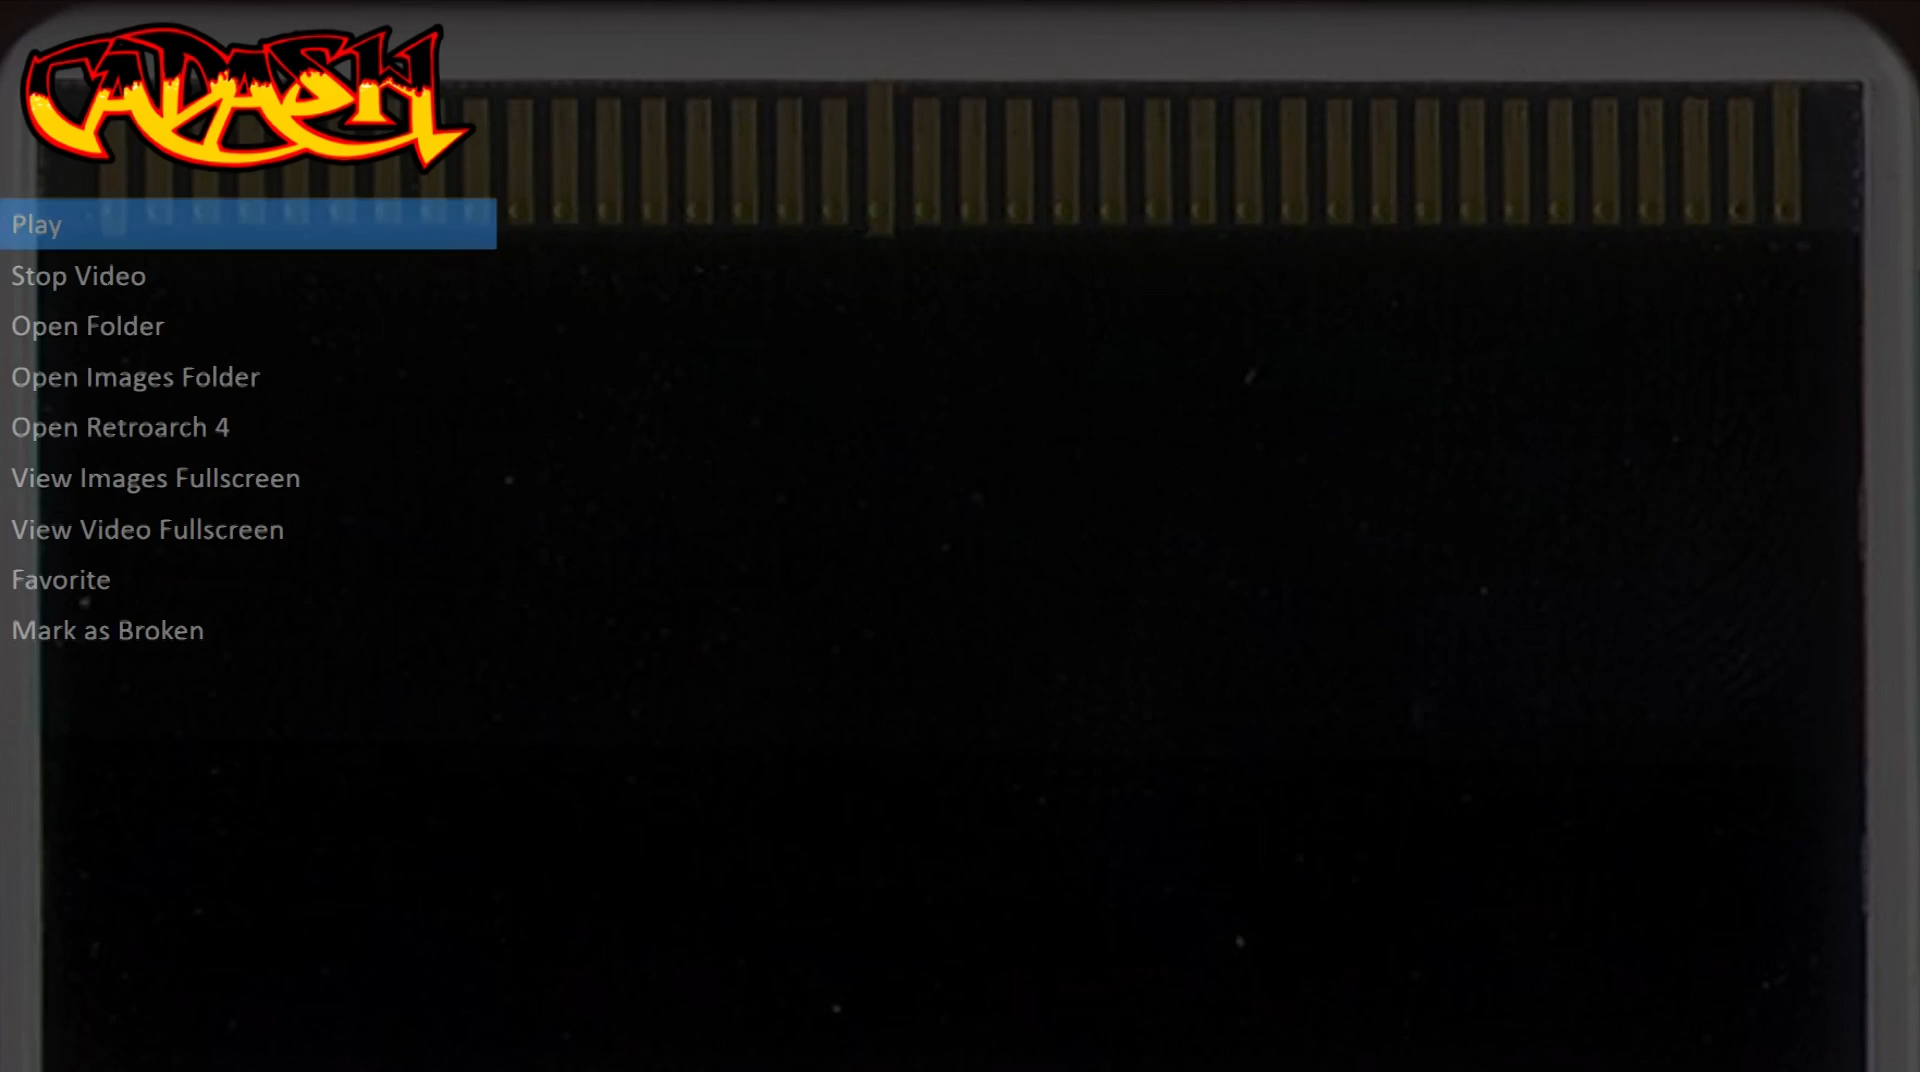 CADASH
Play
Stop Video
Open Folder
Open Images Folder
Open Retroarch 4
View Images Fullscreen
View Video Fullscreen
Favorite
Mark as Broken